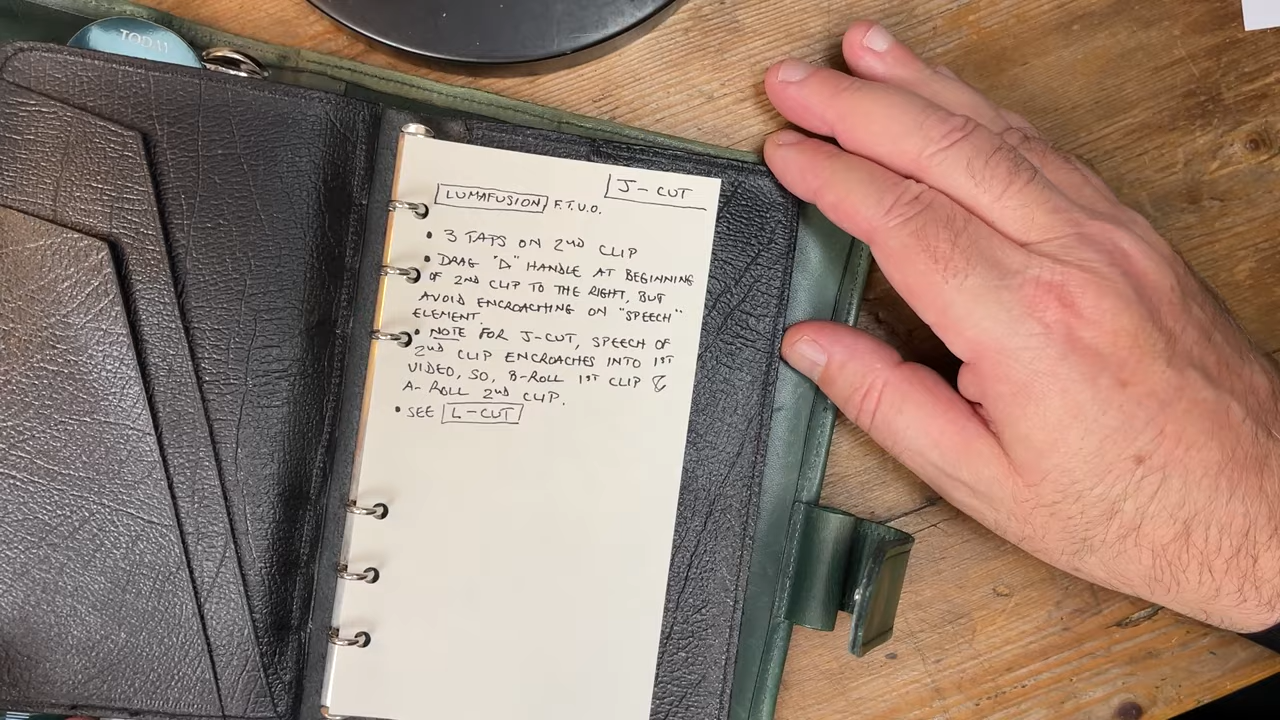 TODAY
J-CUT
LUMAFUSION F.T.V.O.
• 3 TAPS ON 2ND CLIP
• DRAG "D" HANDLE AT BEGINNING
OF 2ND CLIP TO THE RIGHT, BUT
AVOID ENCROACHING ON "SPEECH"
ELEMENT.
• NOTE FOR J-CUT, SPEECH OF
2ND CLIP ENCROACHES INTO 1ST
VIDEO, SO, B-ROLL 1ST CLIP &
A-ROLL 2ND CLIP.
• SEE L-CUT